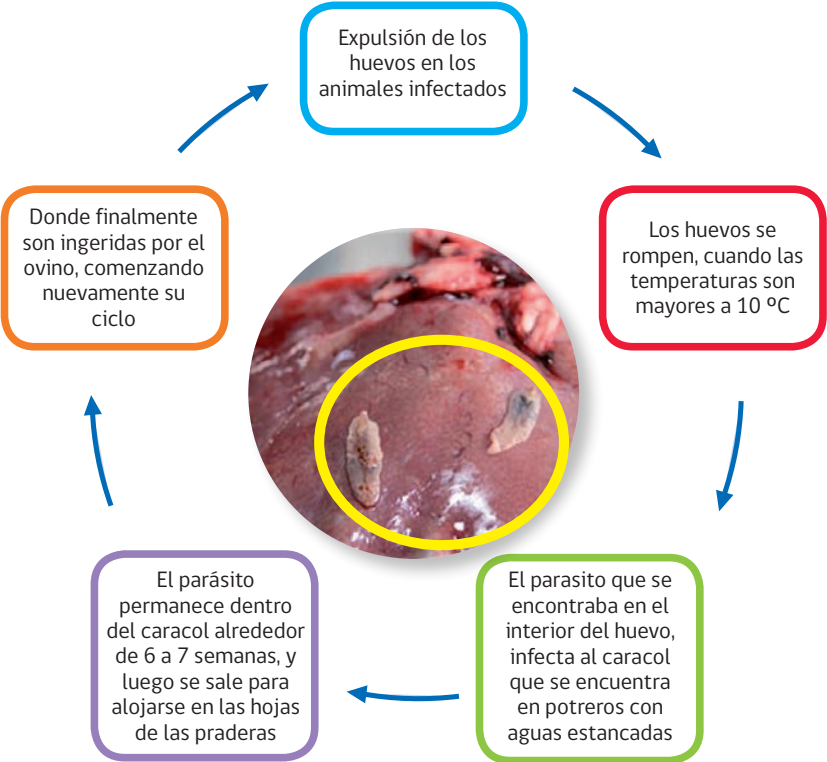 Expulsión de los
huevos en los
animales infectados
Los huevos se
rompen, cuando las
temperaturas son
mayores a 10 ºC
El parasito que se
encontraba en el
interior del huevo,
infecta al caracol
que se encuentra
en potreros con
aguas estancadas
El parásito
permanece dentro
del caracol alrededor
de 6 a 7 semanas, y
luego se sale para
alojarse en las hojas
de las praderas
Donde finalmente
son ingeridas por el
ovino, comenzando
nuevamente su
ciclo